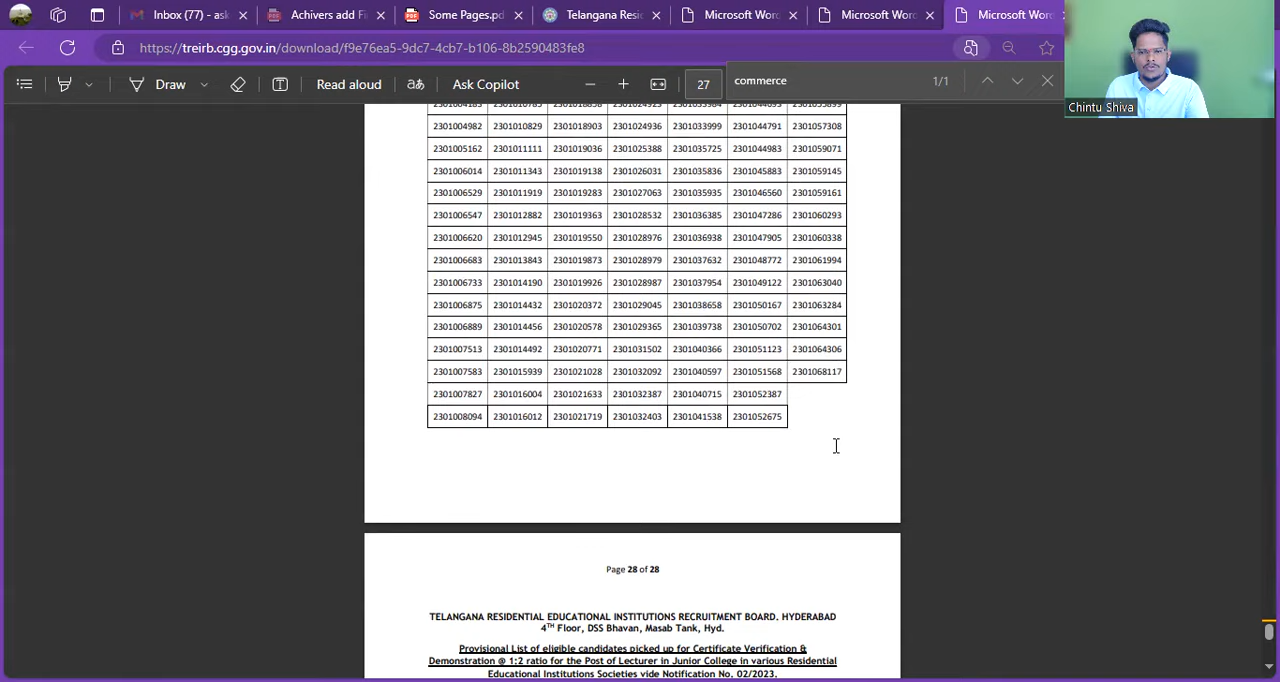 Inbox (77) - ask
Achivers add Fi
Some Pages.pd
Telangana Resid
Microsoft Word
Microsoft Word
Microsoft Word
https://treirb.cgg.gov.in/download/f9e76ea5-9dc7-4cb7-b106-8b2590483fe8
Draw
Read aloud
aあ
Ask Copilot
27
commerce
1/1
Chintu Shiva
2301004982 2301010829 2301018903 2301024936 2301033999 2301044791 2301057308
2301005162 2301011111 2301019036 2301025388 2301035725 2301044983 2301059071
2301006014 2301011343 2301019138 2301026031 2301035836 2301045883 2301059145
2301006529 2301011919 2301019283 2301027063 2301035935 2301046560 2301059161
2301006547 2301012882 2301019363 2301028532 2301036385 2301047286 2301060293
2301006620 2301012945 2301019550 2301028976 2301036938 2301047905 2301060338
2301006683 2301013843 2301019873 2301028979 2301037632 2301048772 2301061994
2301006733 2301014190 2301019926 2301028987 2301037954 2301049122 2301063040
2301006875 2301014432 2301020372 2301029045 2301038658 2301050167 2301063284
2301006889 2301014456 2301020578 2301029365 2301039738 2301050702 2301064301
2301007513 2301014492 2301020771 2301031502 2301040366 2301051123 2301064306
2301007583 2301015939 2301021028 2301032092 2301040597 2301051568 2301068117
2301007827 2301016004 2301021633 2301032387 2301040715 2301052387
2301008094 2301016012 2301021719 2301032403 2301041538 2301052675
Page 28 of 28
TELANGANA RESIDENTIAL EDUCATIONAL INSTITUTIONS RECRUITMENT BOARD. HYDERABAD
4TH Floor, DSS Bhavan, Masab Tank, Hyd.
Provisional List of eligible candidates picked up for Certificate Verification &
Demonstration @ 1:2 ratio for the Post of Lecturer in Junior College in various Residential
Educational Institutions Societies vide Notification No. 02/2023.